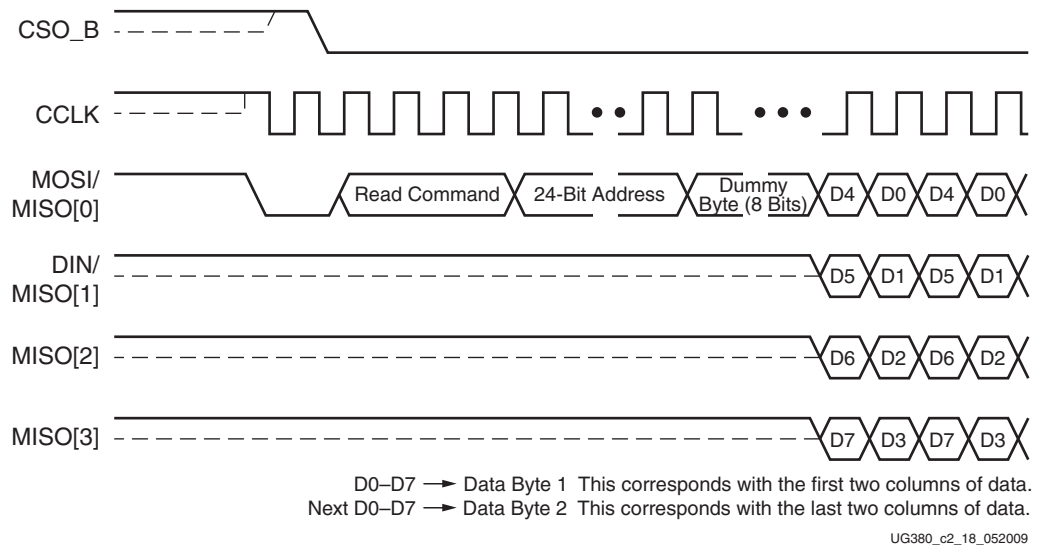 CSO_B
CCLK
MOSI/
MISO[0]
Read Command
24-Bit Address
Dummy
Byte (8 Bits)
D4 D0 D4 D0
DIN/
MISO[1]
D5 D1 D5 D1
MISO[2]
D6 D2 D6 D2
MISO[3]
D7 D3 D7 D3
D0–D7 → Data Byte 1 This corresponds with the first two columns of data.
Next D0–D7 → Data Byte 2 This corresponds with the last two columns of data.
UG380_c2_18_052009